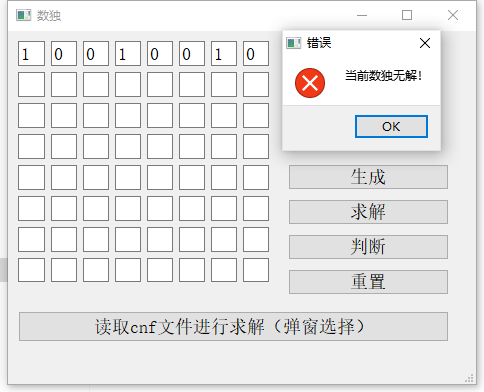 数独
错误
1 0 0 1 0 0 1 0
当前数独无解!
OK
生成
求解
判断
重置
读取cnf文件进行求解（弹窗选择）